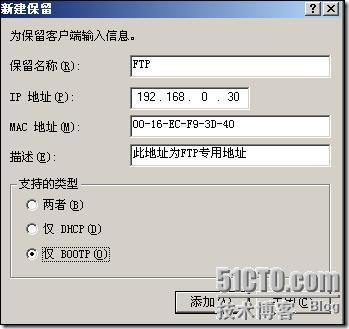 新建保留
为保留客户端输入信息。
保留名称(R): FTP
IP 地址(P): 192.168. 0 .30
MAC 地址(M): 00-16-EC-F9-3D-40
描述(E): 此地址为FTP专用地址
支持的类型
两者(B)
仅 DHCP(D)
仅 BOOTP(O)
添加(A)
51CTO.com
技术博客 Blog